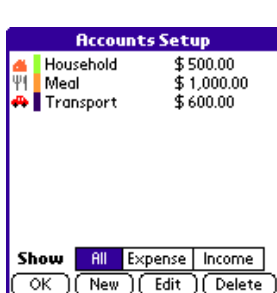 Accounts Setup
Household $ 500.00
Meal $ 1,000.00
Transport $ 600.00
Show All Expense Income
OK New Edit Delete